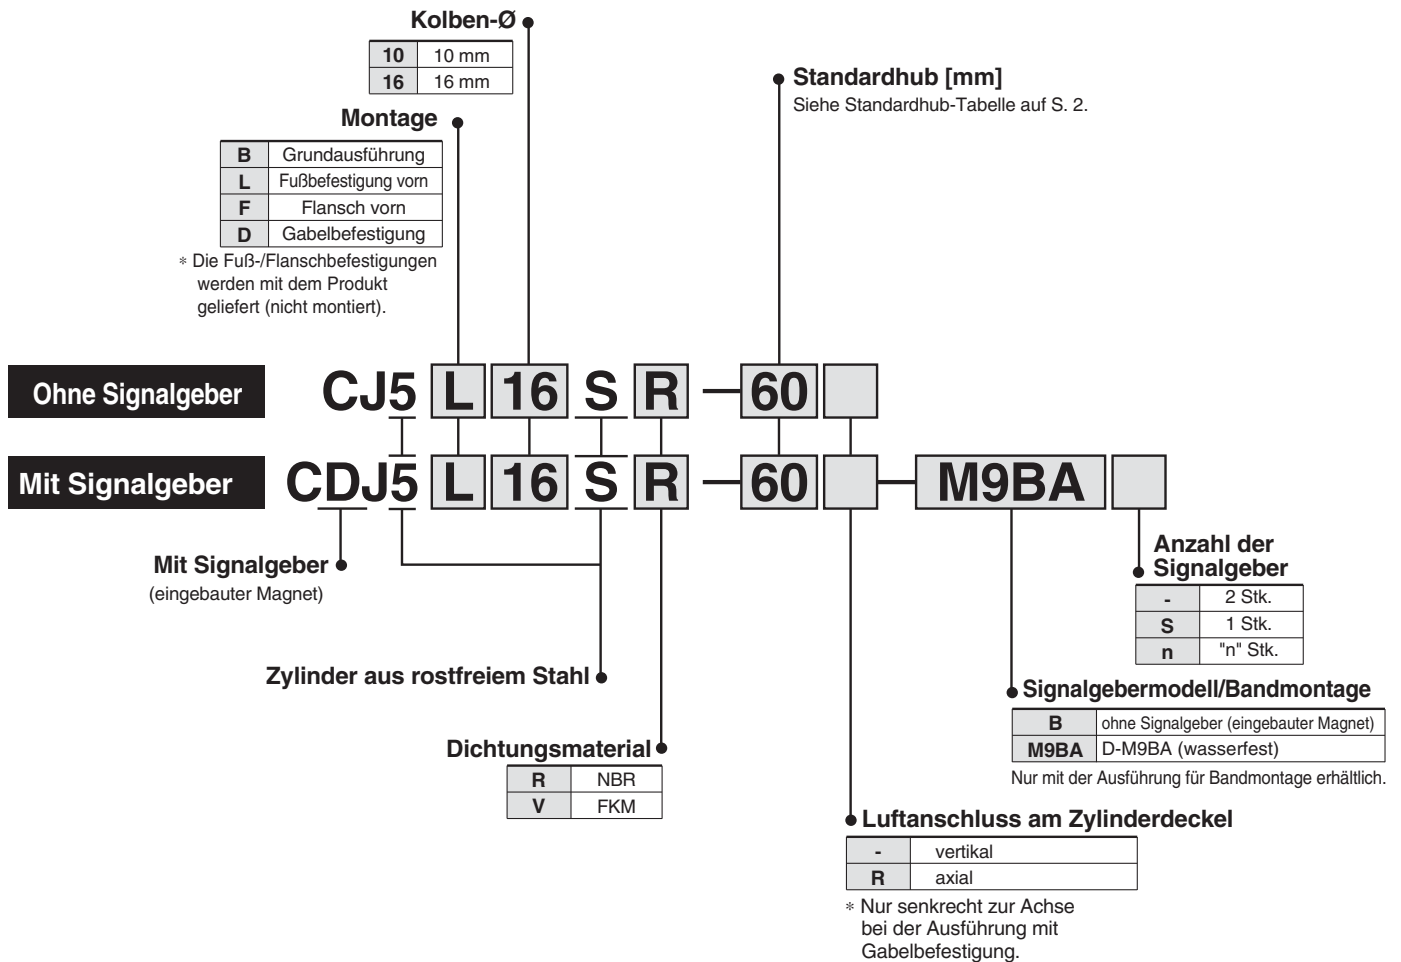 Kolben-Ø
10 10 mm
16 16 mm
Standardhub [mm]
Siehe Standardhub-Tabelle auf S. 2.
Montage
B Grundausführung
L Fußbefestigung vorn
F Flansch vorn
D Gabelbefestigung
* Die Fuß-/Flanschbefestigungen
werden mit dem Produkt
geliefert (nicht montiert).
Ohne Signalgeber CJ5 L 16 S R - 60
Mit Signalgeber CDJ5 L 16 S R - 60 - M9BA
Mit Signalgeber
(eingebauter Magnet)
Anzahl der
Signalgeber
- 2 Stk.
S 1 Stk.
n "n" Stk.
Zylinder aus rostfreiem Stahl
Signalgebermodell/Bandmontage
B ohne Signalgeber (eingebauter Magnet)
M9BA D-M9BA (wasserfest)
Nur mit der Ausführung für Bandmontage erhältlich.
Dichtungsmaterial
R NBR
V FKM
Luftanschluss am Zylinderdeckel
- vertikal
R axial
* Nur senkrecht zur Achse
bei der Ausführung mit
Gabelbefestigung.